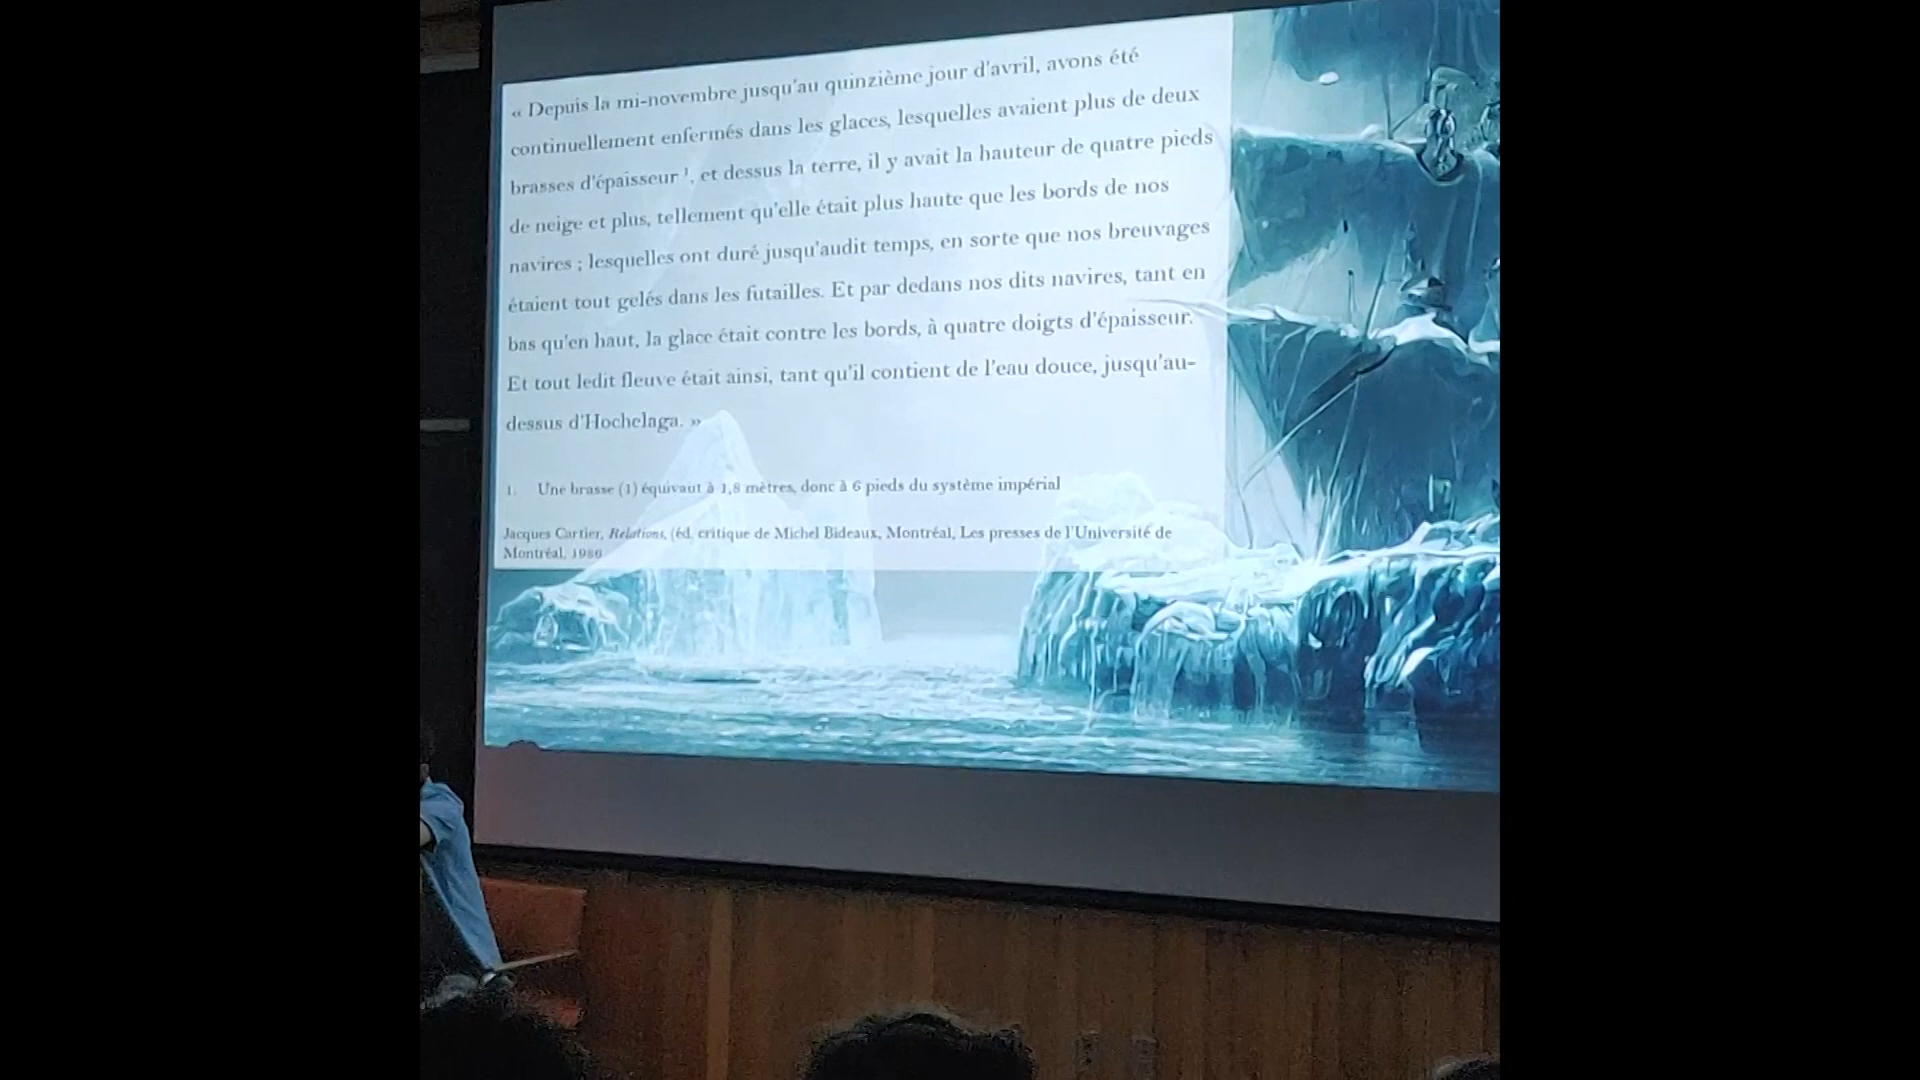 « Depuis la mi-novembre jusqu'au quinzième jour d'avril, avons été
continuellement enfermés dans les glaces, lesquelles avaient plus de deux
brasses d'épaisseur ¹, et dessus la terre, il y avait la hauteur de quatre pieds
de neige et plus, tellement qu'elle était plus haute que les bords de nos
navires ; lesquelles ont duré jusqu'audit temps, en sorte que nos breuvages
étaient tout gelés dans les futailles. Et par dedans nos dits navires, tant en
bas qu'en haut, la glace était contre les bords, à quatre doigts d'épaisseur.
Et tout ledit fleuve était ainsi, tant qu'il contient de l'eau douce, jusqu'au-
dessus d'Hochelaga. »
1. Une brasse (1) équivaut à 1,8 mètres, donc à 6 pieds du système impérial
Jacques Cartier, Relations, (éd. critique de Michel Bideaux, Montréal, Les presses de l'Université de
Montréal, 1986